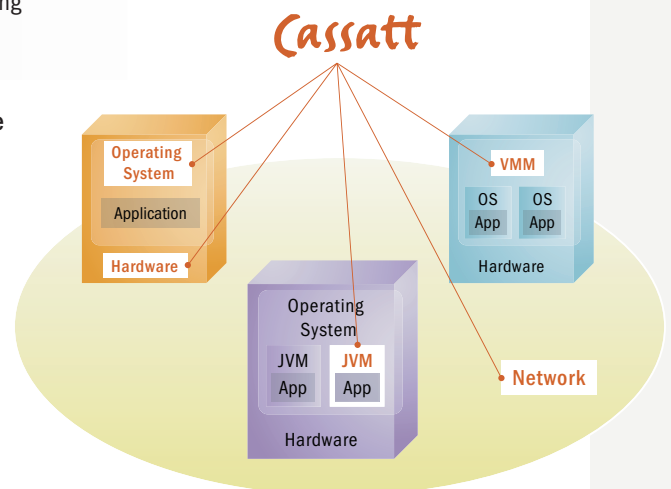 ng
e
Cassatt
Operating
System
Application
Hardware
Operating
System
JVM
App
JVM
App
Hardware
VMM
OS
App
OS
App
Hardware
Network